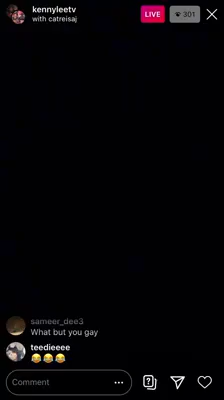 kennyleetv
with catreisaj
LIVE
301
sameer_dee3
What but you gay
teedieeee
😂😂😂
Comment